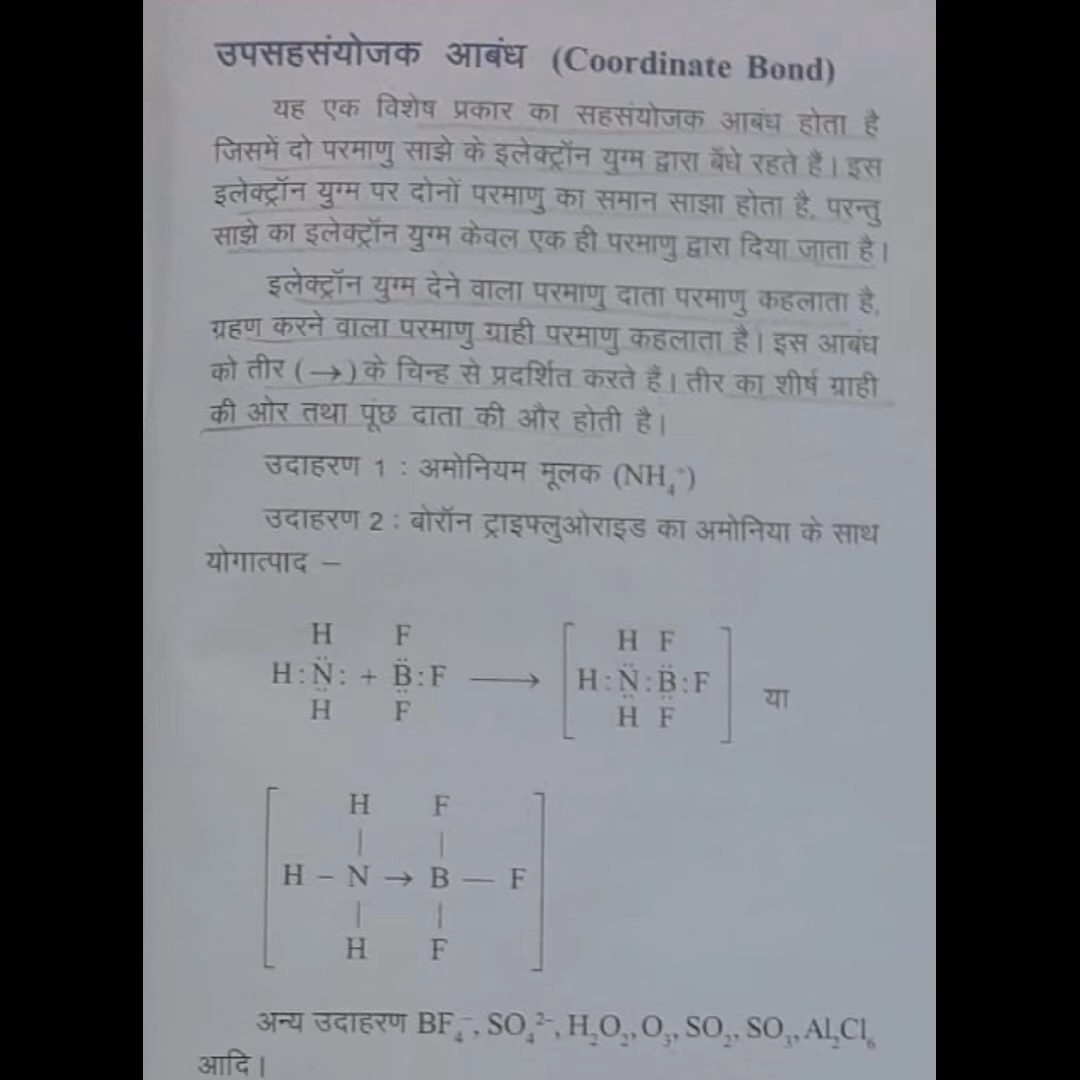 उपसहसंयोजक आबंध (Coordinate Bond)
यह एक विशेष प्रकार का सहसंयोजक आबंध होता है
जिसमें दो परमाणु साझे के इलेक्ट्रॉन युग्म द्वारा बँधे रहते हैं। इस
इलेक्ट्रॉन युग्म पर दोनों परमाणु का समान साझा होता है, परन्तु
साझे का इलेक्ट्रॉन युग्म केवल एक ही परमाणु द्वारा दिया जाता है।
इलेक्ट्रॉन युग्म देने वाला परमाणु दाता परमाणु कहलाता है,
ग्रहण करने वाला परमाणु ग्राही परमाणु कहलाता है। इस आबंध
को तीर (→) के चिन्ह से प्रदर्शित करते हैं। तीर का शीर्ष ग्राही
की ओर तथा पूंछ दाता की और होती है।
उदाहरण 1 : अमोनियम मूलक (NH₄⁺)
उदाहरण 2 : बोरॉन ट्राइफ्लुओराइड का अमोनिया के साथ
योगात्पाद –
H F H F
H : N̈ : + B̈ : F ⟶ [ H : N̈ : B̈ : F ] या
H F H F
H F
| |
[ H – N → B — F ]
| |
H F
अन्य उदाहरण BF₄⁻, SO₄²⁻, H₂O₂, O₃, SO₂, SO₃, Al₂Cl₆
आदि।